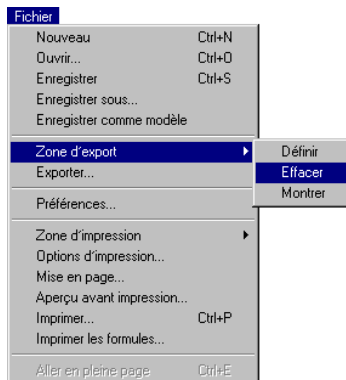 Fichier
Nouveau Ctrl+N
Ouvrir... Ctrl+O
Enregistrer Ctrl+S
Enregistrer sous...
Enregistrer comme modèle
Zone d'export
Définir
Effacer
Montrer
Exporter...
Préférences...
Zone d'impression
Options d'impression...
Mise en page...
Aperçu avant impression...
Imprimer... Ctrl+P
Imprimer les formules...
Aller en pleine page Ctrl+E